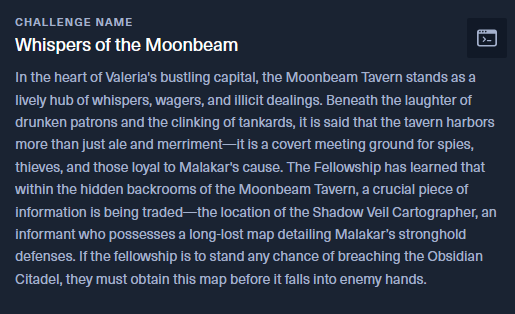 CHALLENGE NAME
Whispers of the Moonbeam
In the heart of Valeria's bustling capital, the Moonbeam Tavern stands as a
lively hub of whispers, wagers, and illicit dealings. Beneath the laughter of
drunken patrons and the clinking of tankards, it is said that the tavern harbors
more than just ale and merriment—it is a covert meeting ground for spies,
thieves, and those loyal to Malakar's cause. The Fellowship has learned that
within the hidden backrooms of the Moonbeam Tavern, a crucial piece of
information is being traded—the location of the Shadow Veil Cartographer, an
informant who possesses a long-lost map detailing Malakar's stronghold
defenses. If the fellowship is to stand any chance of breaching the Obsidian
Citadel, they must obtain this map before it falls into enemy hands.